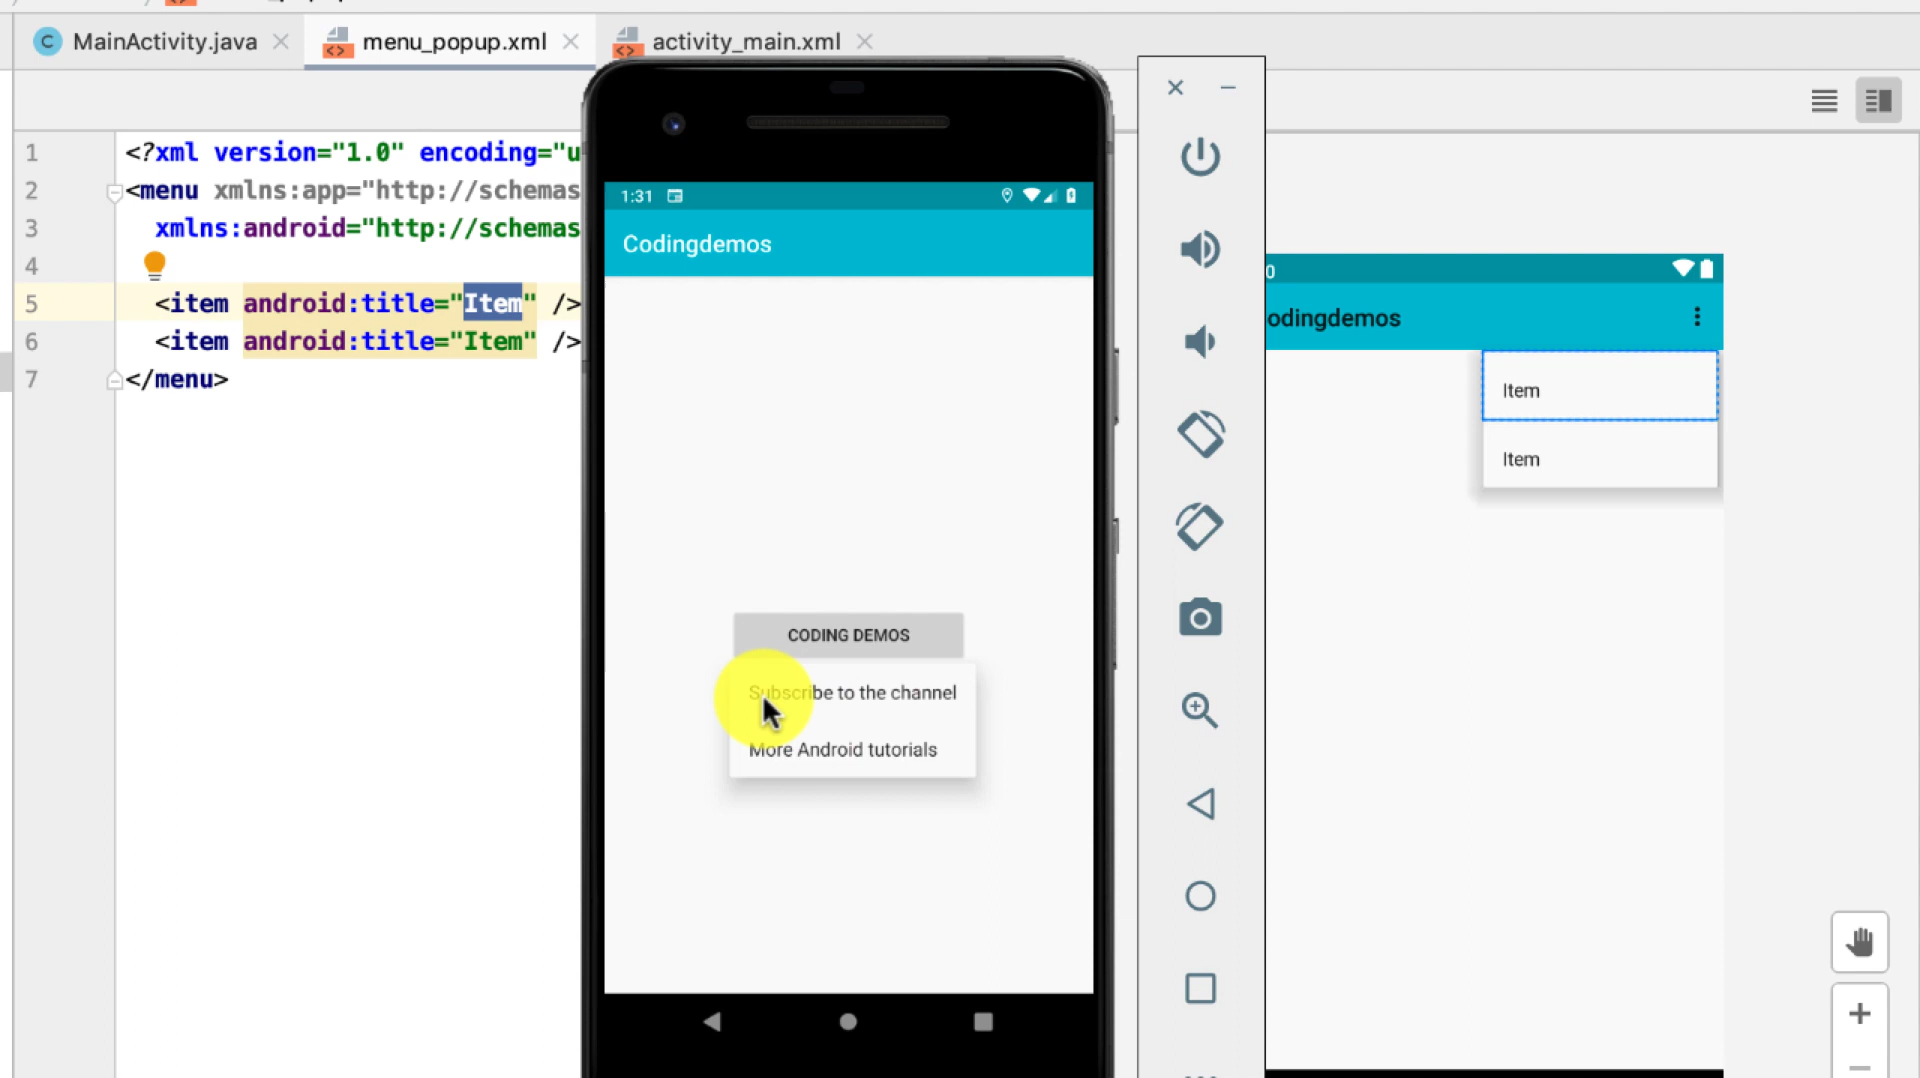 MainActivity.java
menu_popup.xml
activity_main.xml
1 <?xml version="1.0" encoding="u
2 <menu xmlns:app="http://schemas
3 xmlns:android="http://schemas
4
5 <item android:title="Item" />
6 <item android:title="Item" />
7 </menu>
1:31
Codingdemos
CODING DEMOS
Subscribe to the channel
More Android tutorials
0
odingdemos
Item
Item